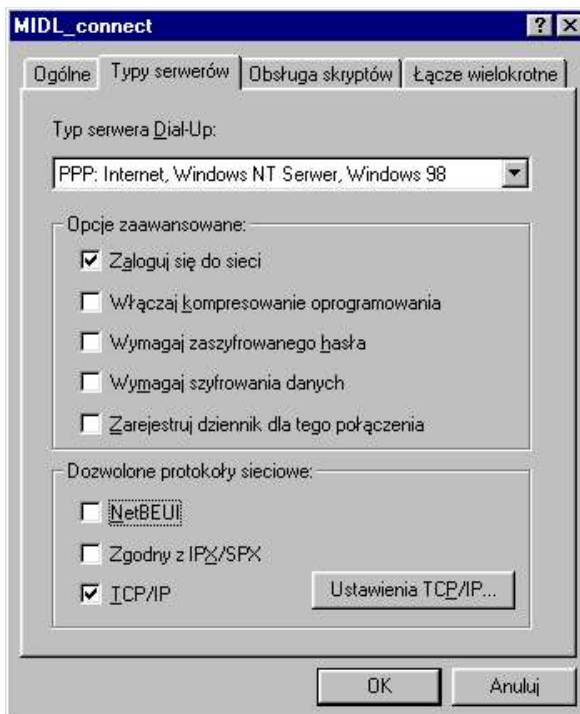 MIDL_connect
Ogólne Typy serwerów Obsługa skryptów Łącze wielokrotne
Typ serwera Dial-Up:
PPP: Internet, Windows NT Serwer, Windows 98
Opcje zaawansowane:
Zaloguj się do sieci
Włączaj kompresowanie oprogramowania
Wymagaj zaszyfrowanego hasła
Wymagaj szyfrowania danych
Zarejestruj dziennik dla tego połączenia
Dozwolone protokoły sieciowe:
NetBEUI
Zgodny z IPX/SPX
TCP/IP Ustawienia TCP/IP...
OK Anuluj